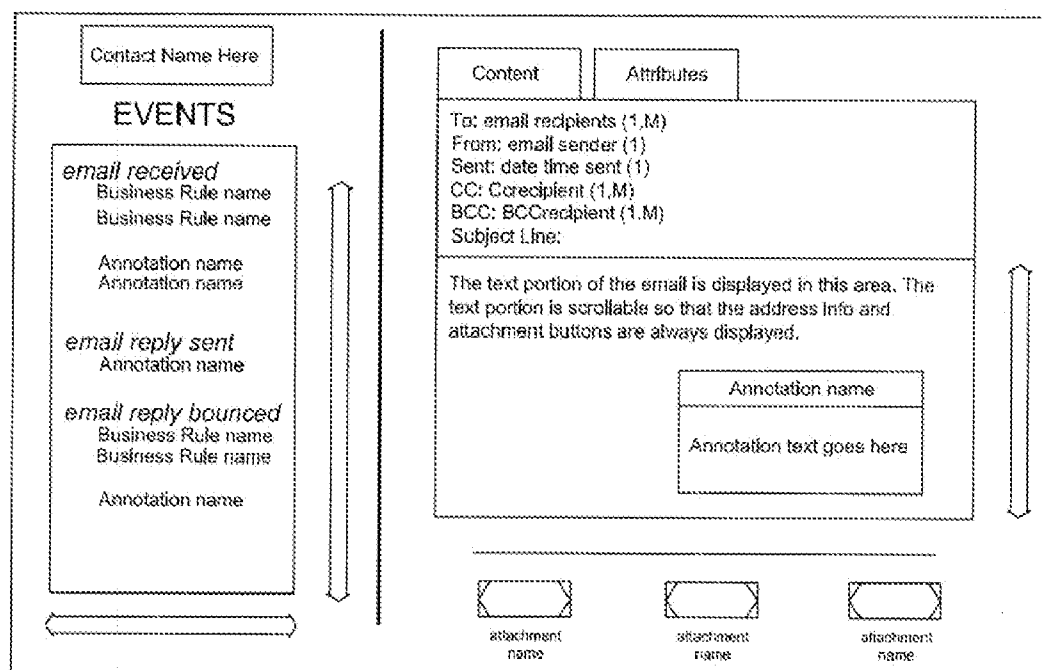 Contact Name Here
EVENTS
email received
Business Rule name
Business Rule name
Annotation name
Annotation name
email reply sent
Annotation name
email reply bounced
Business Rule name
Business Rule name
Annotation name
Content
Attributes
To: email recipients (1,M)
From: email sender (1)
Sent: date time sent (1)
CC: Ccrecipient (1,M)
BCC: BCCrecipient (1,M)
Subject Line:
The text portion of the email is displayed in this area. The
text portion is scrollable so that the address info and
attachment buttons are always displayed.
Annotation name
Annotation text goes here
attachment
name
attachment
name
attachment
name